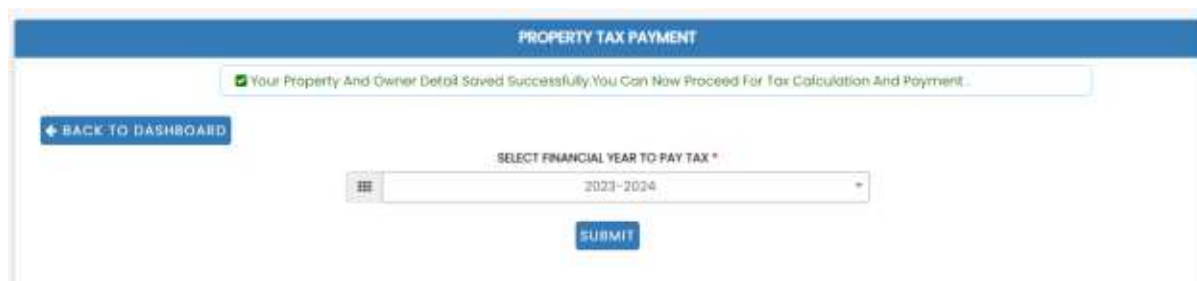 PROPERTY TAX PAYMENT
Your Property And Owner Detail Saved Successfully.You Can Now Proceed For Tax Calculation And Payment .
BACK TO DASHBOARD
SELECT FINANCIAL YEAR TO PAY TAX *
2023-2024
SUBMIT